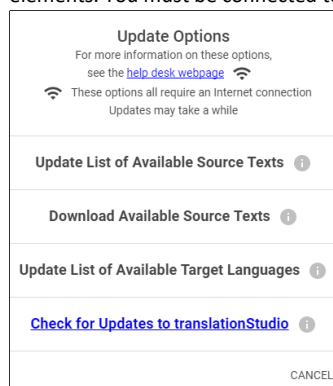 elements. You must be connected to
Update Options
For more information on these options,
see the help desk webpage
These options all require an Internet connection
Updates may take a while
Update List of Available Source Texts
Download Available Source Texts
Update List of Available Target Languages
Check for Updates to translationStudio
CANCEL